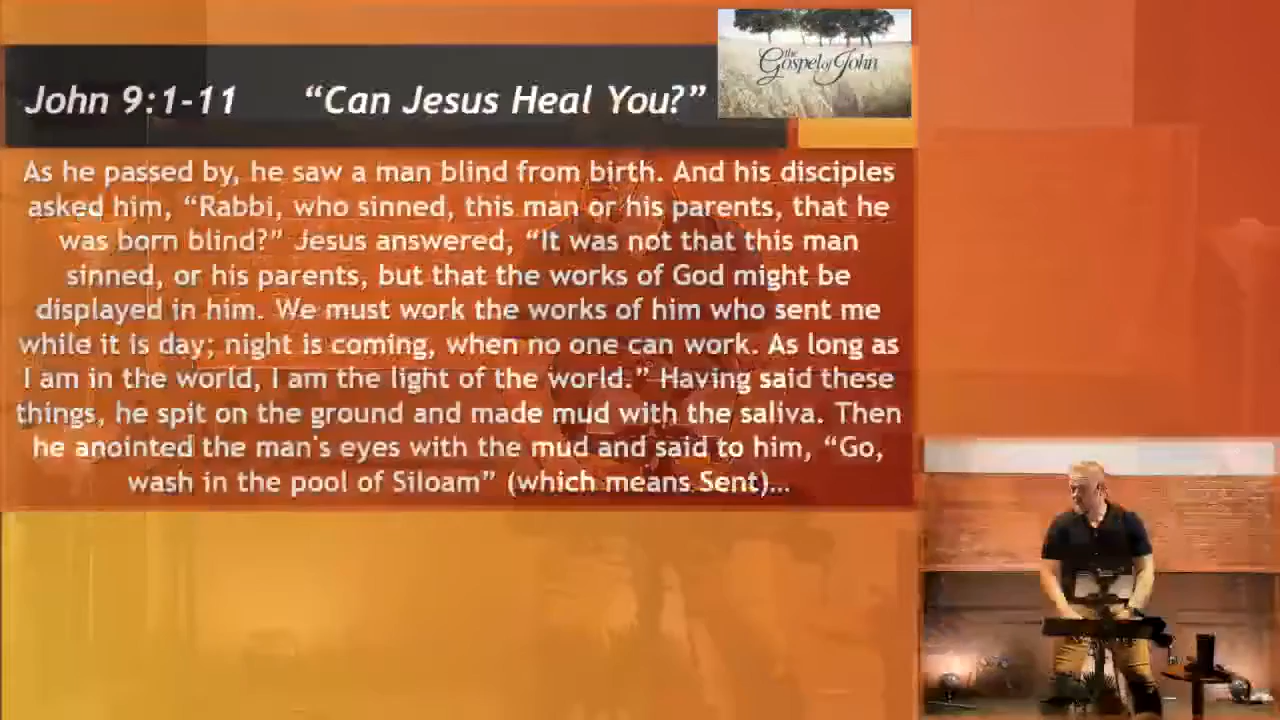 the
Gospel of John
John 9:1-11 “Can Jesus Heal You?”
As he passed by, he saw a man blind from birth. And his disciples
asked him, “Rabbi, who sinned, this man or his parents, that he
was born blind?” Jesus answered, “It was not that this man
sinned, or his parents, but that the works of God might be
displayed in him. We must work the works of him who sent me
while it is day; night is coming, when no one can work. As long as
I am in the world, I am the light of the world.” Having said these
things, he spit on the ground and made mud with the saliva. Then
he anointed the man's eyes with the mud and said to him, “Go,
wash in the pool of Siloam” (which means Sent)…